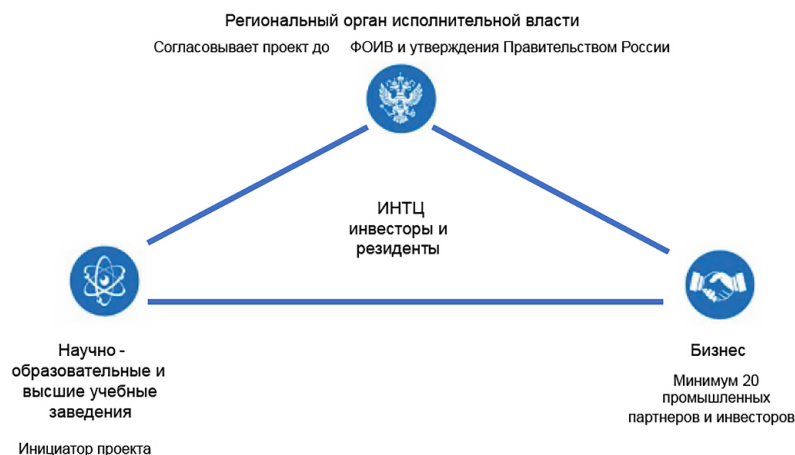 Региональный орган исполнительной власти
Согласовывает проект до ФОИВ и утверждения Правительством России
ИНТЦ
инвесторы и
резиденты
Научно -
образовательные и
высшие учебные
заведения
Инициатор проекта
Бизнес
Минимум 20
промышленных
партнеров и инвесторов